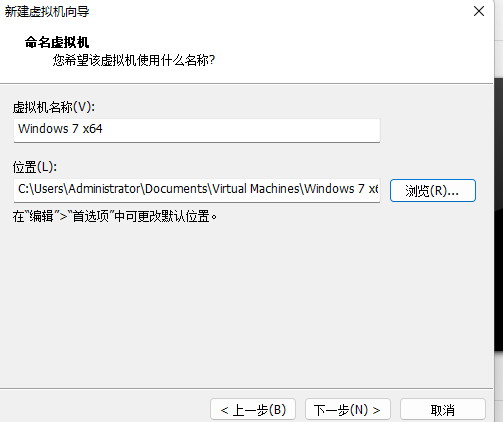 新建虚拟机向导
命名虚拟机
您希望该虚拟机使用什么名称?
虚拟机名称(V):
Windows 7 x64
位置(L):
C:\Users\Administrator\Documents\Virtual Machines\Windows 7 x6
浏览(R)...
在“编辑”>“首选项”中可更改默认位置。
< 上一步(B) 下一步(N) > 取消